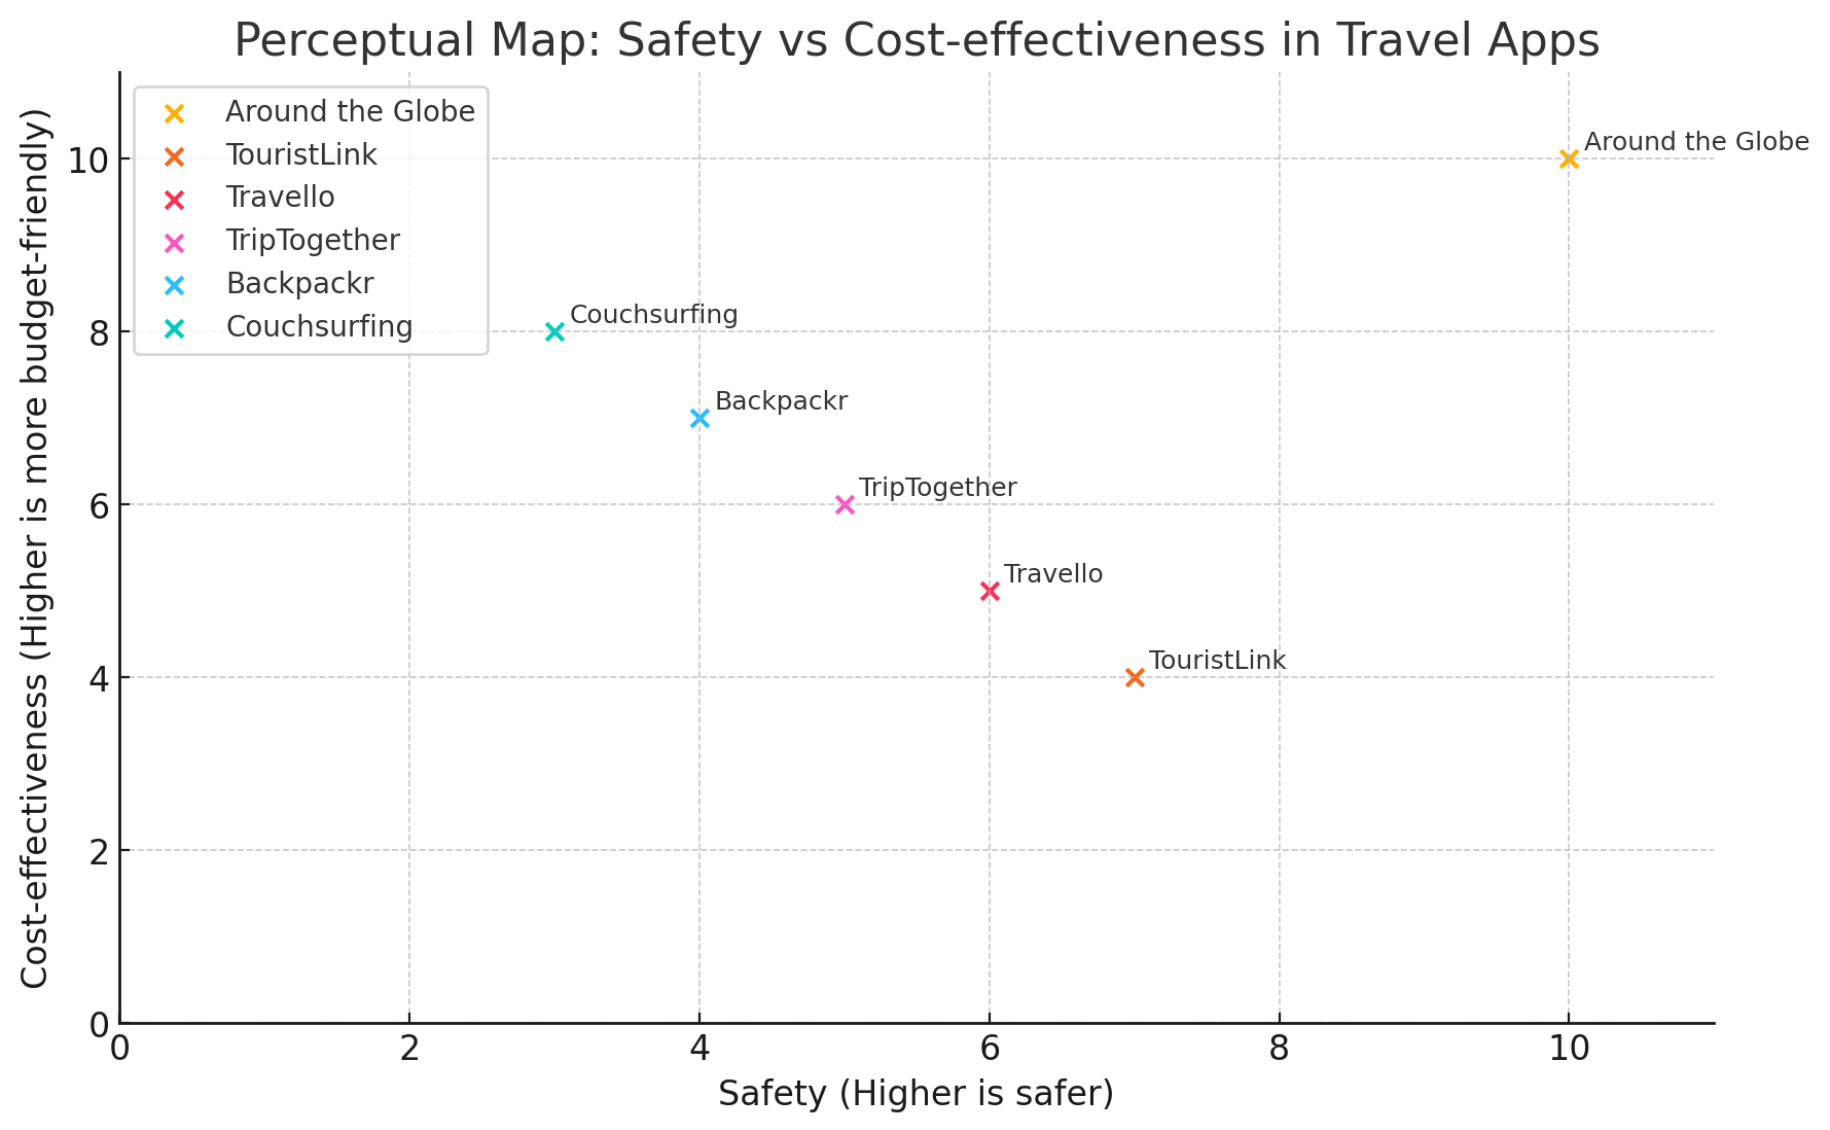 Perceptual Map: Safety vs Cost-effectiveness in Travel Apps
Around the Globe
TouristLink
Travello
TripTogether
Backpackr
Couchsurfing
Around the Globe
Couchsurfing
Backpackr
TripTogether
Travello
TouristLink
Cost-effectiveness (Higher is more budget-friendly)
10
8
6
4
2
0
0 2 4 6 8 10
Safety (Higher is safer)